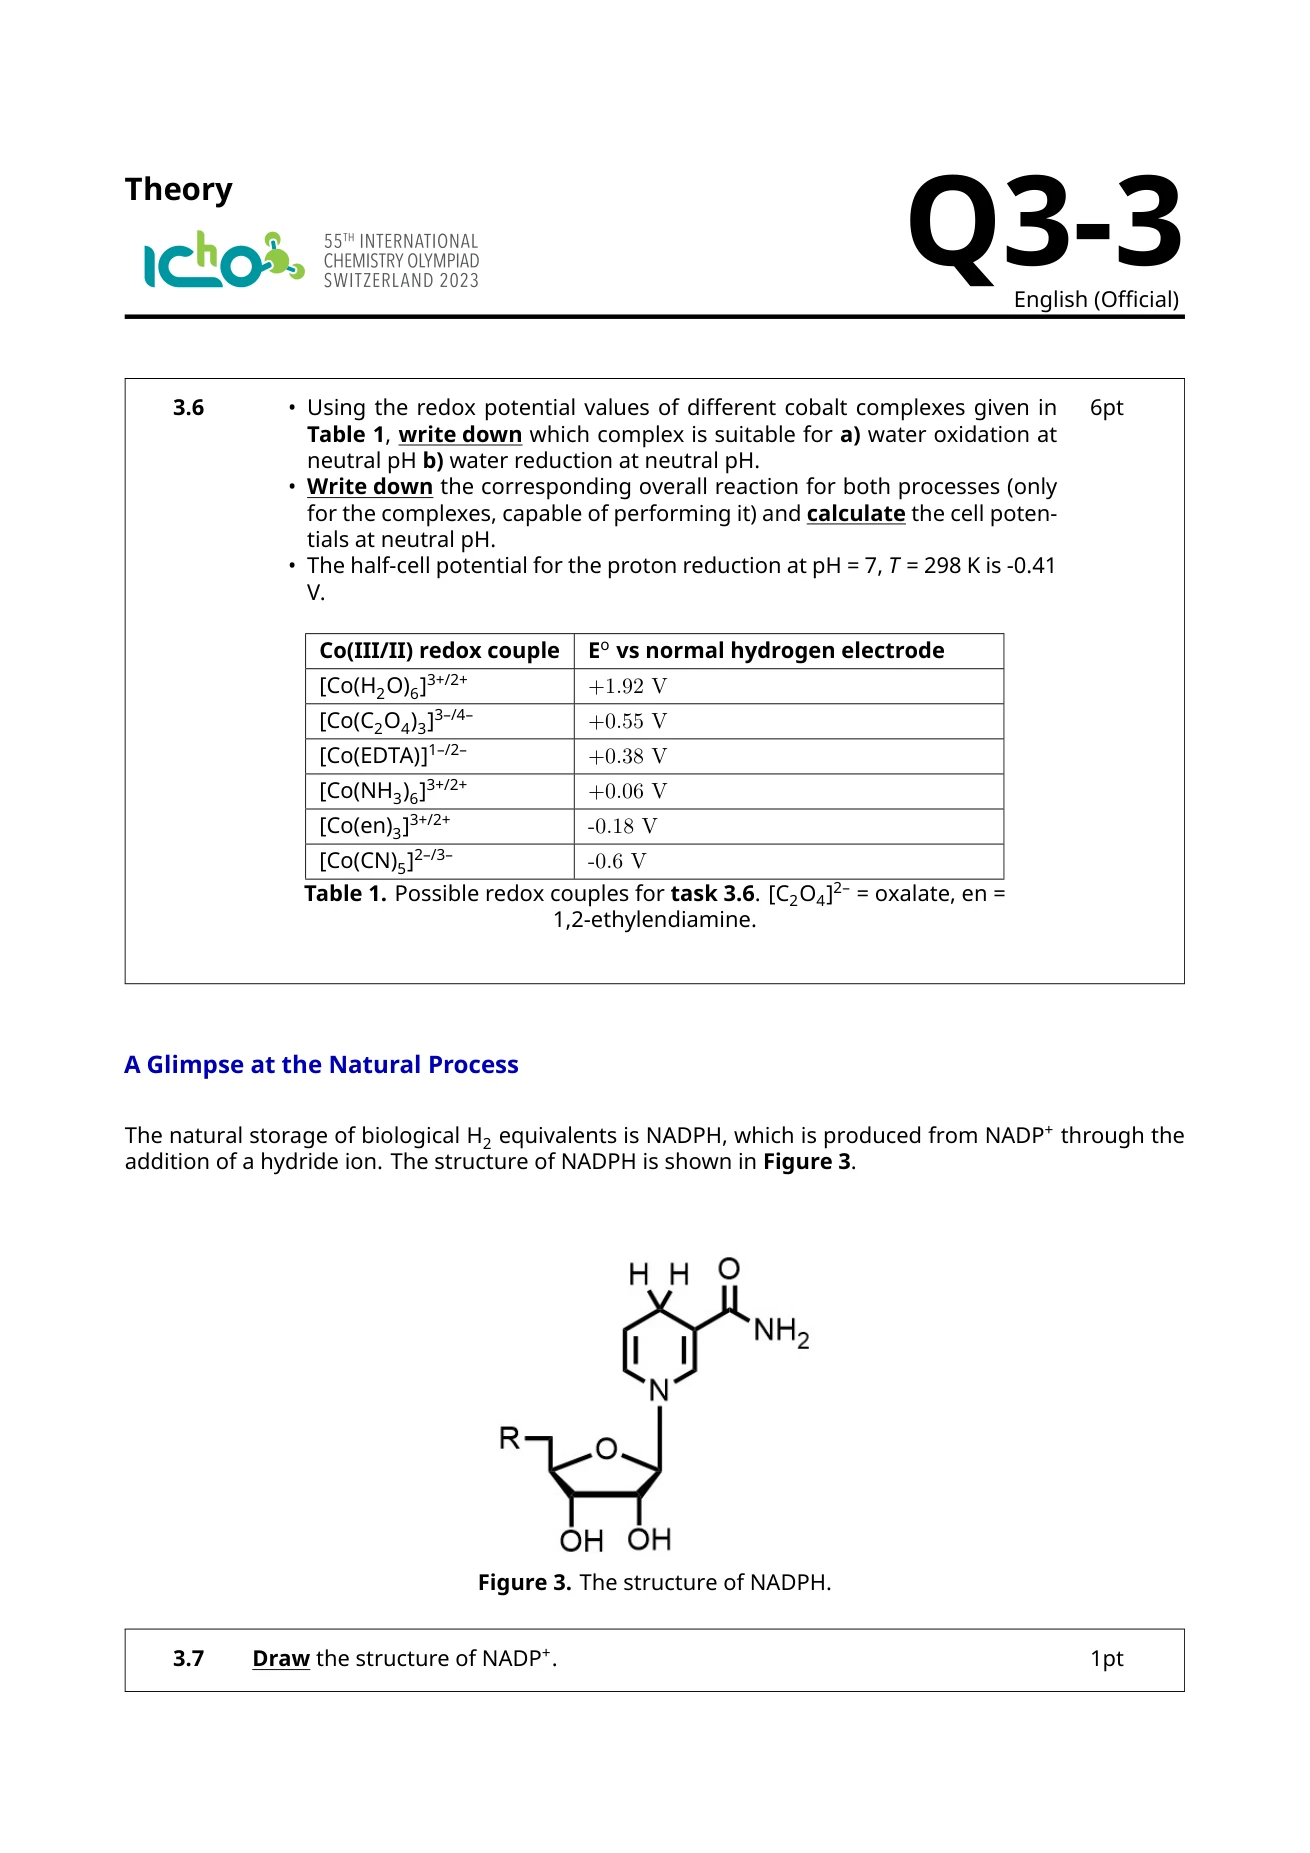 Theory
Q3-3
IChO
55TH INTERNATIONAL
CHEMISTRY OLYMPIAD
SWITZERLAND 2023
English (Official)
3.6
• Using the redox potential values of different cobalt complexes given in
6pt
Table 1, write down which complex is suitable for a) water oxidation at
neutral pH b) water reduction at neutral pH.
• Write down the corresponding overall reaction for both processes (only
for the complexes, capable of performing it) and calculate the cell poten-
tials at neutral pH.
• The half-cell potential for the proton reduction at pH = 7, T = 298 K is -0.41
V.
Co(III/II) redox couple E° vs normal hydrogen electrode
[Co(H₂O)₆]³⁺/²⁺ +1.92 V
[Co(C₂O₄)₃]³⁻/⁴⁻ +0.55 V
[Co(EDTA)]¹⁻/²⁻ +0.38 V
[Co(NH₃)₆]³⁺/²⁺ +0.06 V
[Co(en)₃]³⁺/²⁺ -0.18 V
[Co(CN)₅]²⁻/³⁻ -0.6 V
Table 1. Possible redox couples for task 3.6. [C₂O₄]²⁻ = oxalate, en =
1,2-ethylendiamine.
A Glimpse at the Natural Process
The natural storage of biological H₂ equivalents is NADPH, which is produced from NADP⁺ through the
addition of a hydride ion. The structure of NADPH is shown in Figure 3.
H H O
NH₂
N
R
O
OH OH
Figure 3. The structure of NADPH.
3.7 Draw the structure of NADP⁺. 1pt